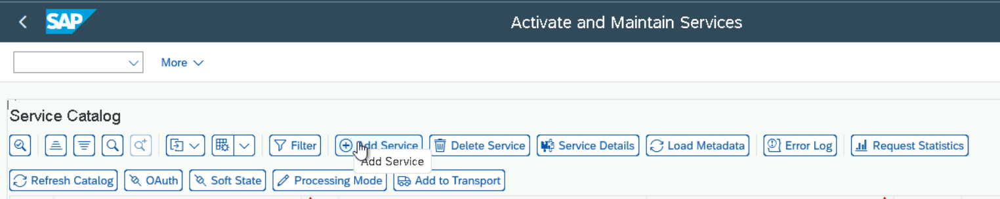 SAP Activate and Maintain Services
More
Service Catalog
Filter Add Service Delete Service Service Details Load Metadata Error Log Request Statistics
Add Service
Refresh Catalog OAuth Soft State Processing Mode Add to Transport